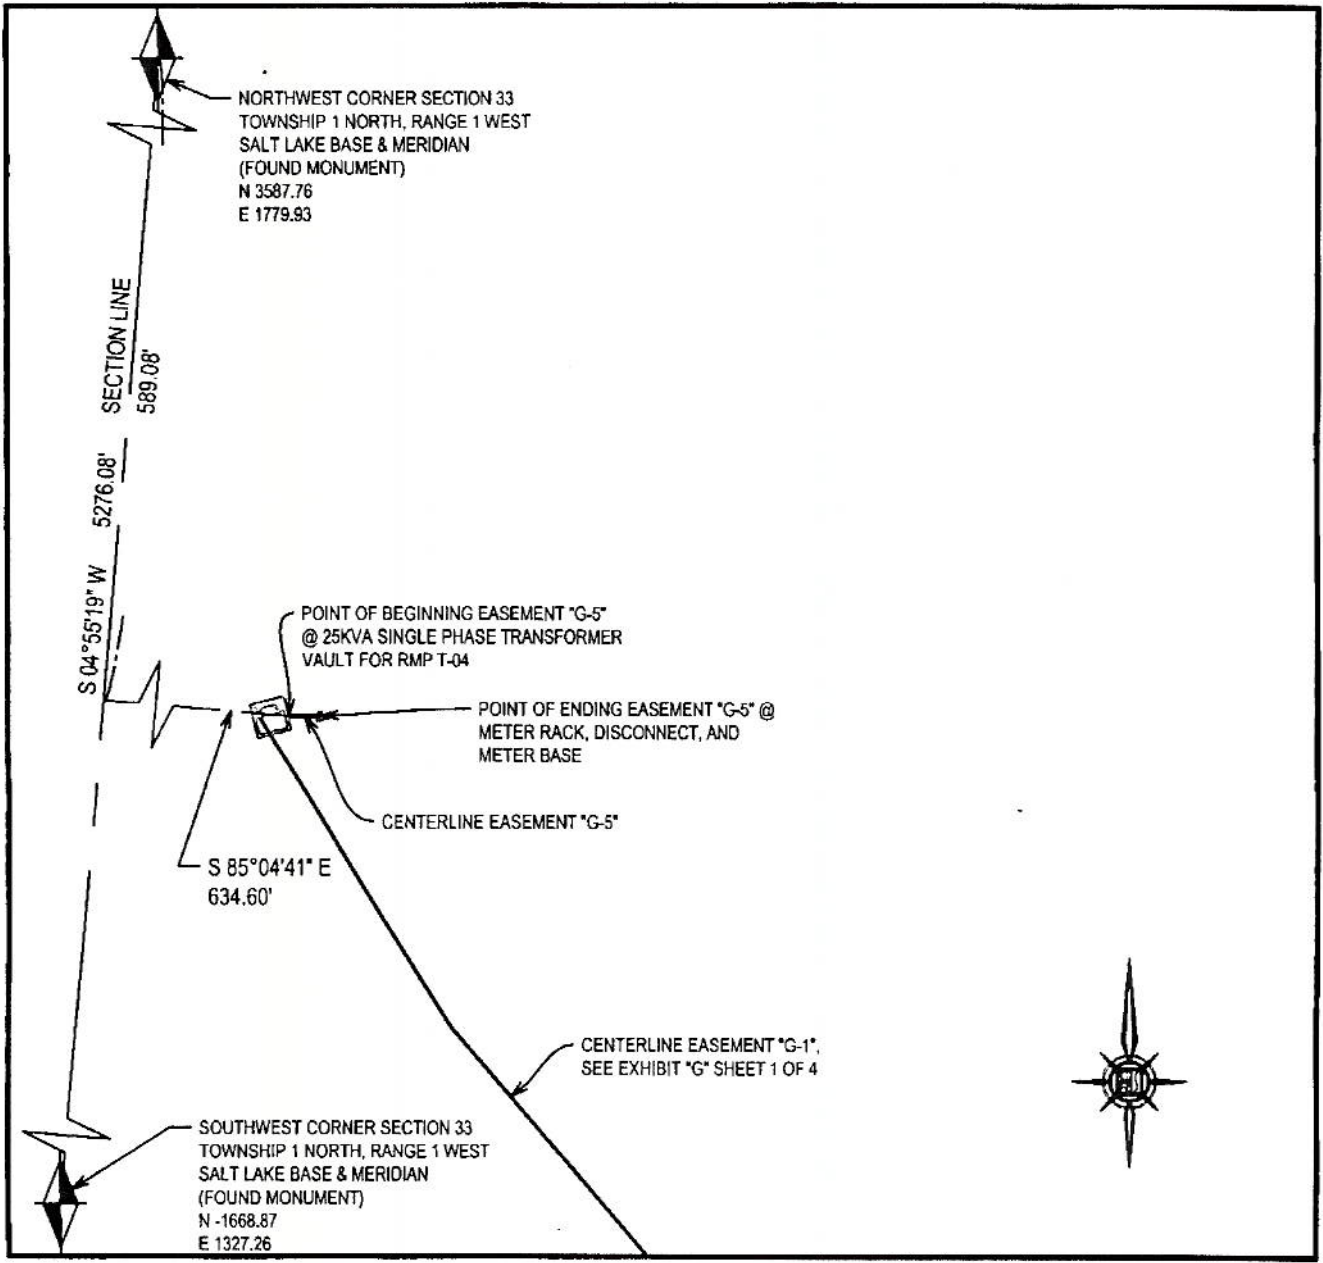 NORTHWEST CORNER SECTION 33
TOWNSHIP 1 NORTH, RANGE 1 WEST
SALT LAKE BASE & MERIDIAN
(FOUND MONUMENT)
N 3587.76
E 1779.93
SECTION LINE
589.08'
5276.08'
S 04°55'19" W
POINT OF BEGINNING EASEMENT "G-5"
@ 25KVA SINGLE PHASE TRANSFORMER
VAULT FOR RMP T-04
POINT OF ENDING EASEMENT "G-5" @
METER RACK, DISCONNECT, AND
METER BASE
CENTERLINE EASEMENT "G-5"
S 85°04'41" E
634.60'
CENTERLINE EASEMENT "G-1",
SEE EXHIBIT "G" SHEET 1 OF 4
SOUTHWEST CORNER SECTION 33
TOWNSHIP 1 NORTH, RANGE 1 WEST
SALT LAKE BASE & MERIDIAN
(FOUND MONUMENT)
N -1668.87
E 1327.26